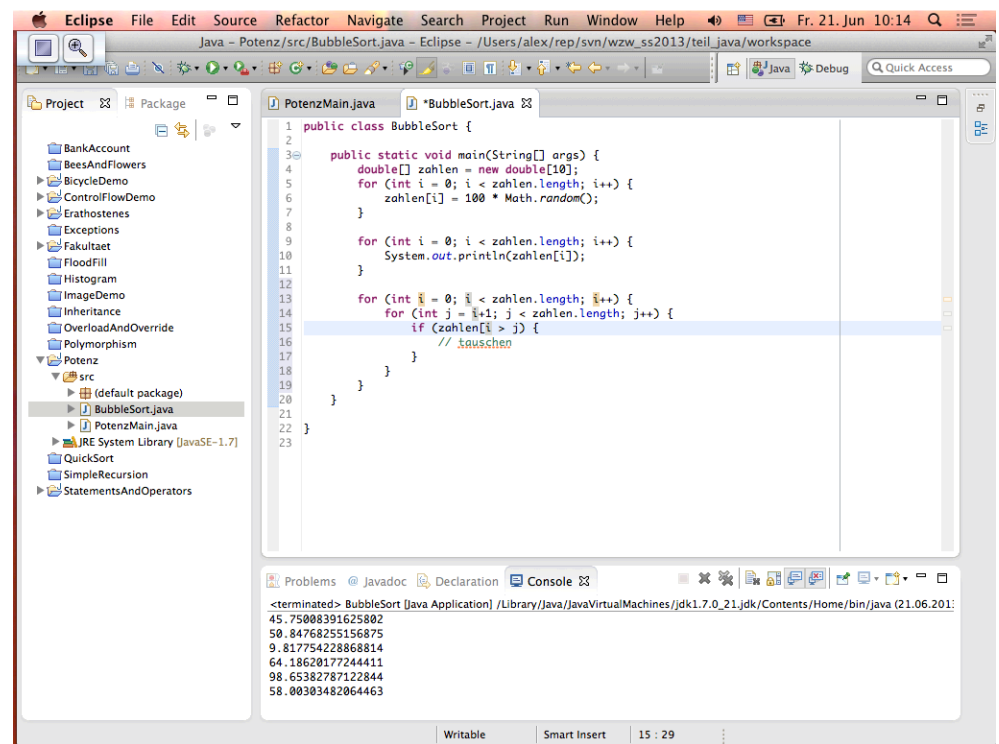 Eclipse File Edit Source Refactor Navigate Search Project Run Window Help Fr. 21. Jun 10:14
Java – Potenz/src/BubbleSort.java – Eclipse – /Users/alex/rep/svn/wzw_ss2013/teil_java/workspace
Java Debug Quick Access
Project Package
BankAccount
BeesAndFlowers
BicycleDemo
ControlFlowDemo
Erathostenes
Exceptions
Fakultaet
FloodFill
Histogram
ImageDemo
Inheritance
OverloadAndOverride
Polymorphism
Potenz
src
(default package)
BubbleSort.java
PotenzMain.java
JRE System Library [JavaSE-1.7]
QuickSort
SimpleRecursion
StatementsAndOperators
PotenzMain.java *BubbleSort.java
1 public class BubbleSort {
2
3 public static void main(String[] args) {
4 double[] zahlen = new double[10];
5 for (int i = 0; i < zahlen.length; i++) {
6 zahlen[i] = 100 * Math.random();
7 }
8
9 for (int i = 0; i < zahlen.length; i++) {
10 System.out.println(zahlen[i]);
11 }
12
13 for (int i = 0; i < zahlen.length; i++) {
14 for (int j = i+1; j < zahlen.length; j++) {
15 if (zahlen[i > j) {
16 // tauschen
17 }
18 }
19 }
20 }
21
22 }
23
Problems @ Javadoc Declaration Console
<terminated> BubbleSort [Java Application] /Library/Java/JavaVirtualMachines/jdk1.7.0_21.jdk/Contents/Home/bin/java (21.06.201
45.75008391625802
50.84768255156875
9.817754228868814
64.18620177244411
98.65382787122844
58.00303482064463
Writable Smart Insert 15 : 29